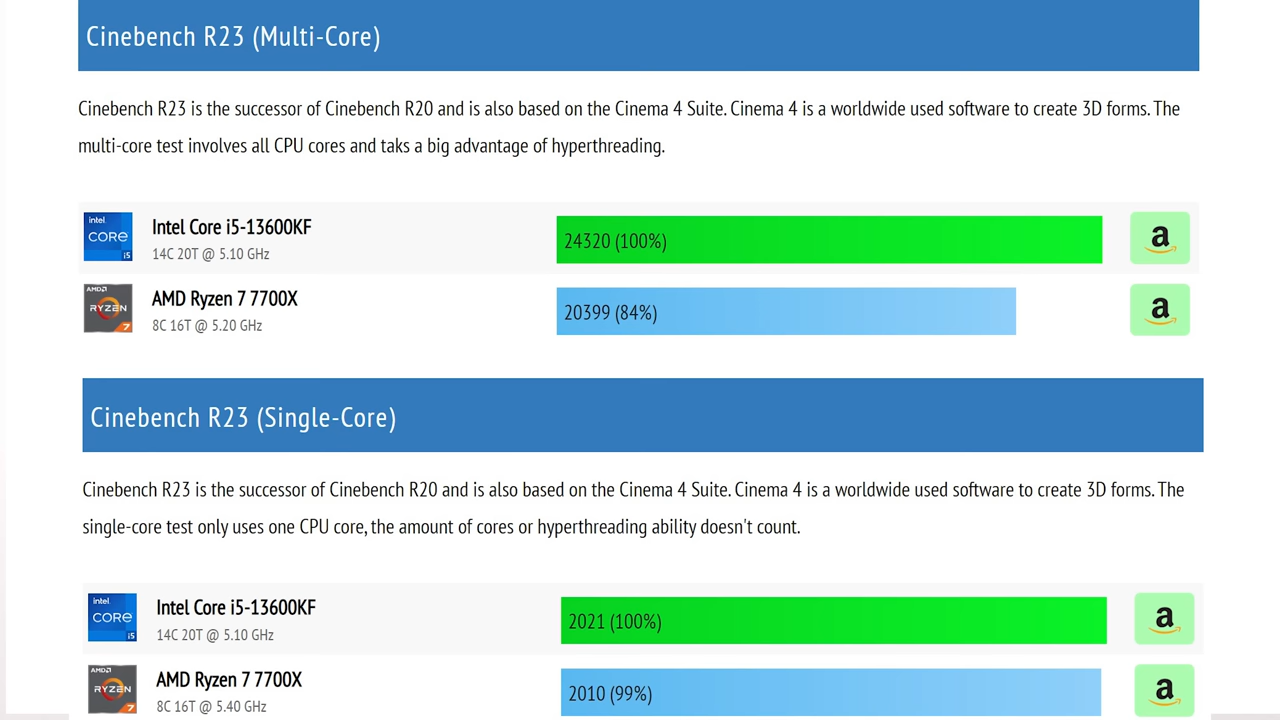 Cinebench R23 (Multi-Core)
Cinebench R23 is the successor of Cinebench R20 and is also based on the Cinema 4 Suite. Cinema 4 is a worldwide used software to create 3D forms. The
multi-core test involves all CPU cores and taks a big advantage of hyperthreading.
intel
CORE
i5
Intel Core i5-13600KF
14C 20T @ 5.10 GHz
24320 (100%)
a
AMD
RYZEN
7
AMD Ryzen 7 7700X
8C 16T @ 5.20 GHz
20399 (84%)
a
Cinebench R23 (Single-Core)
Cinebench R23 is the successor of Cinebench R20 and is also based on the Cinema 4 Suite. Cinema 4 is a worldwide used software to create 3D forms. The
single-core test only uses one CPU core, the amount of cores or hyperthreading ability doesn't count.
intel
CORE
i5
Intel Core i5-13600KF
14C 20T @ 5.10 GHz
2021 (100%)
a
AMD
RYZEN
7
AMD Ryzen 7 7700X
8C 16T @ 5.40 GHz
2010 (99%)
a